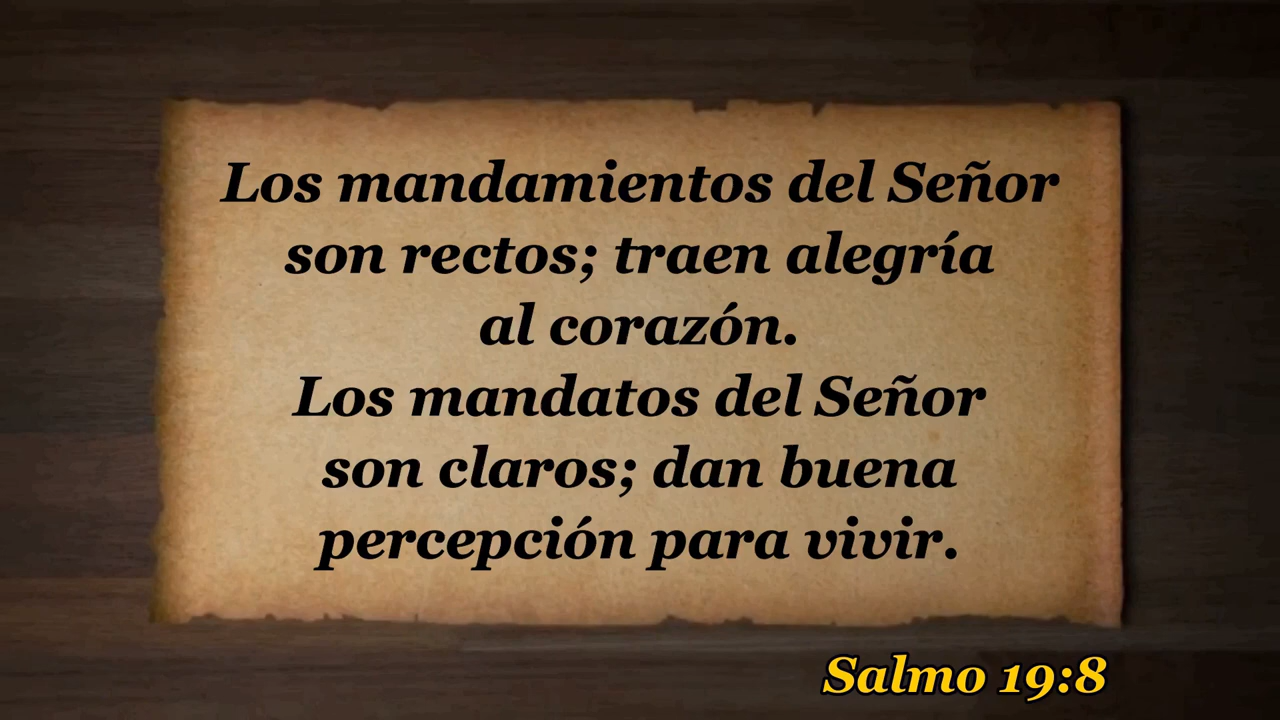 Los mandamientos del Señor
son rectos; traen alegría
al corazón.
Los mandatos del Señor
son claros; dan buena
percepción para vivir.
Salmo 19:8